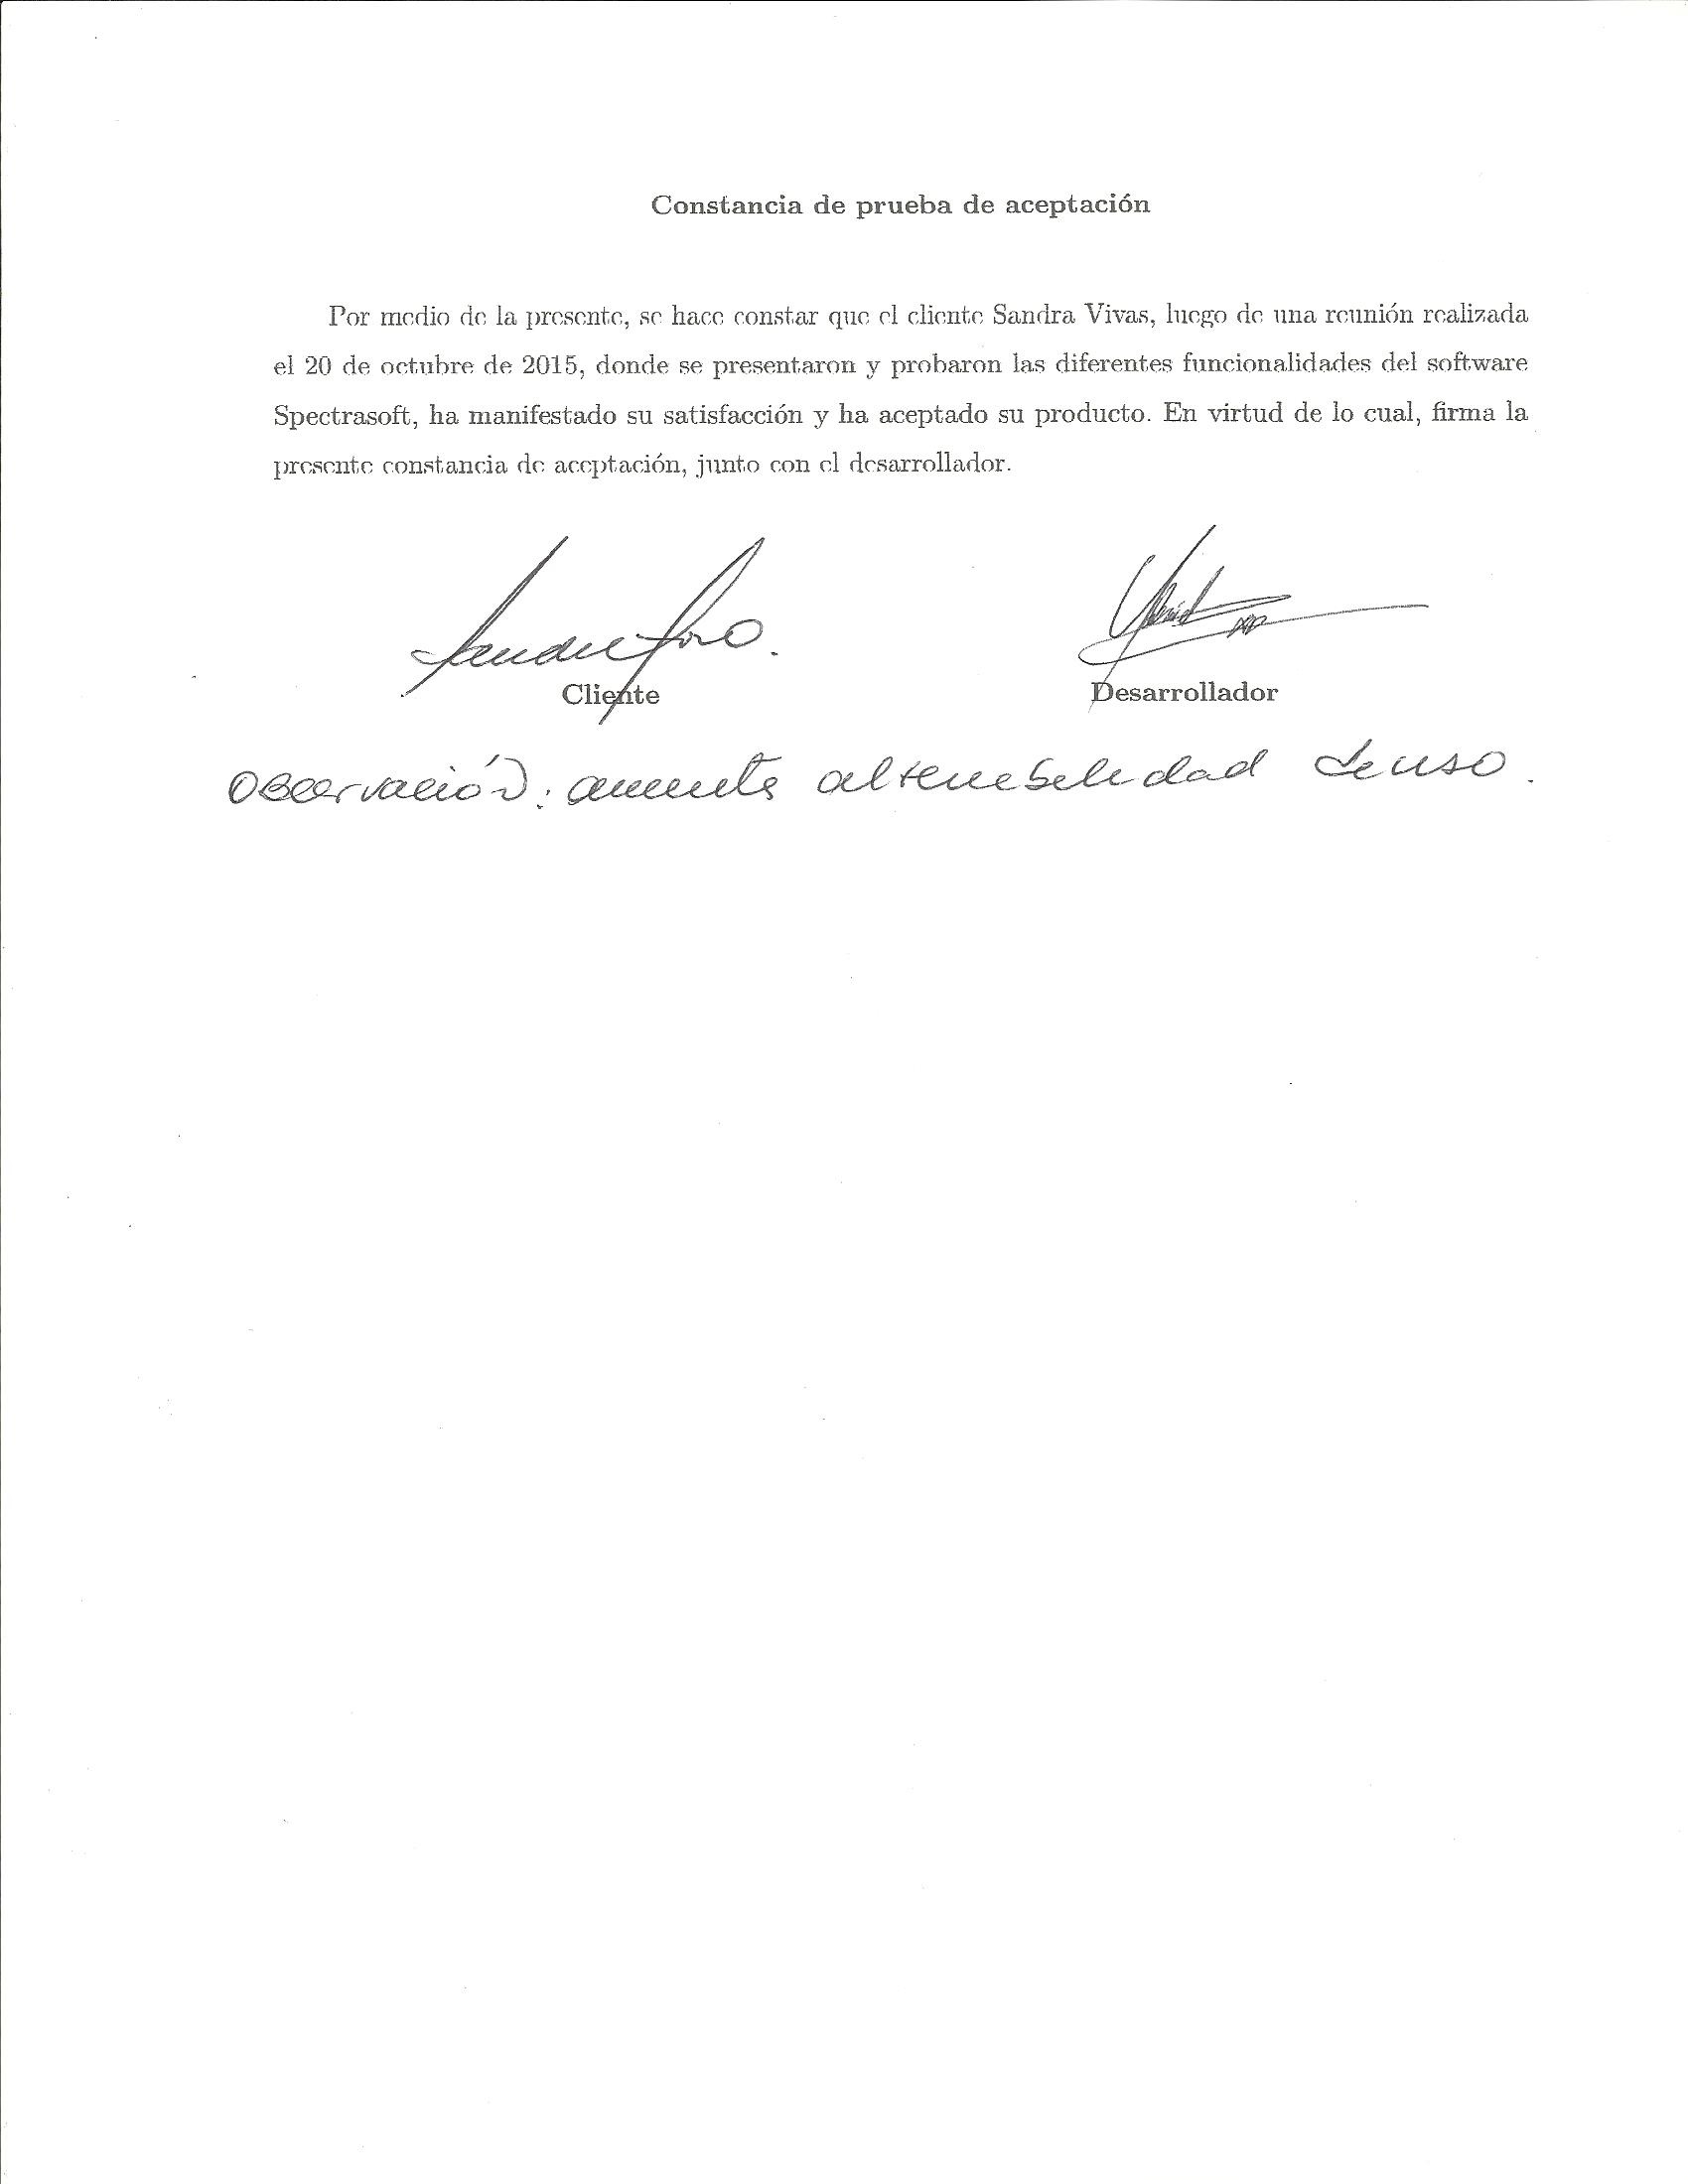 Constancia de prueba de aceptación
Por medio de la presente, se hace constar que el cliente Sandra Vivas, luego de una reunión realizada
el 20 de octubre de 2015, donde se presentaron y probaron las diferentes funcionalidades del software
Spectrasoft, ha manifestado su satisfacción y ha aceptado su producto. En virtud de lo cual, firma la
presente constancia de aceptación, junto con el desarrollador.
Cliente Desarrollador
Observación: de uso.